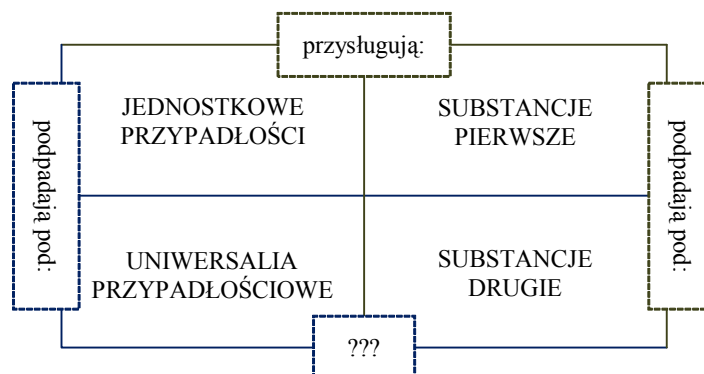 przysługują:
JEDNOSTKOWE
PRZYPADŁOŚCI
SUBSTANCJE
PIERWSZE
podpadają pod:
podpadają pod:
UNIWERSALIA
PRZYPADŁOŚCIOWE
SUBSTANCJE
DRUGIE
???